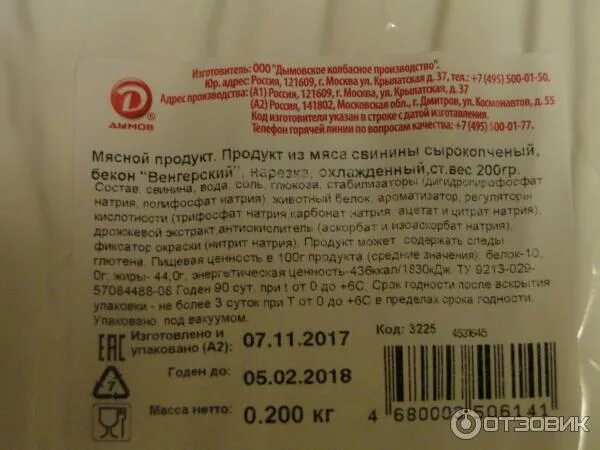 Изготовитель: ООО "Дымовское колбасное производство".
Юр. адрес: Россия, 121609, г. Москва ул. Крылатская д. 37, тел.: +7 (495) 500-01-50.
Адрес производства: (А1) Россия, 121609, г. Москва, ул. Крылатская, д. 37
(А2) Россия, 141802, Московская обл., г. Дмитров, ул. Космонавтов, д. 55
Код изготовителя указан в строке с датой изготовления.
Телефон горячей линии по вопросам качества: +7 (495) 500-01-77.
Д®
ДЫМОВ
Мясной продукт. Продукт из мяса свинины сырокопченый,
бекон "Венгерский", нарезка, охлажденный,ст.вес 200гр.
Состав: свинина, вода, соль, глюкоза, стабилизаторы (дигидропирофосфат
натрия, полифосфат натрия), животный белок, ароматизатор, регуляторы
кислотности (трифосфат натрия,карбонат натрия, ацетат и цитрат натрия),
дрожжевой экстракт,антиокислитель (аскорбат и изоаскорбат натрия),
фиксатор окраски (нитрит натрия). Продукт может содержать следы
глютена. Пищевая ценность в 100г продукта (средние значения): белок-10,
0г; жиры- 44,0г, энергетическая ценность-436ккал/1830кДж ТУ 9213-029-
57084488-08 Годен 90 сут. при t от 0 до +6С. Срок годности после вскрытия
упаковки - не более 3 суток при Т от 0 до +6С в пределах срока годности.
Упаковано под вакуумом.
ЕАС Изготовлено и упаковано (А2): 07.11.2017 Код: 3225 4531645
7 Годен до: 05.02.2018
Масса нетто: 0.200 кг
4 680003 506141
ОТЗОВИК